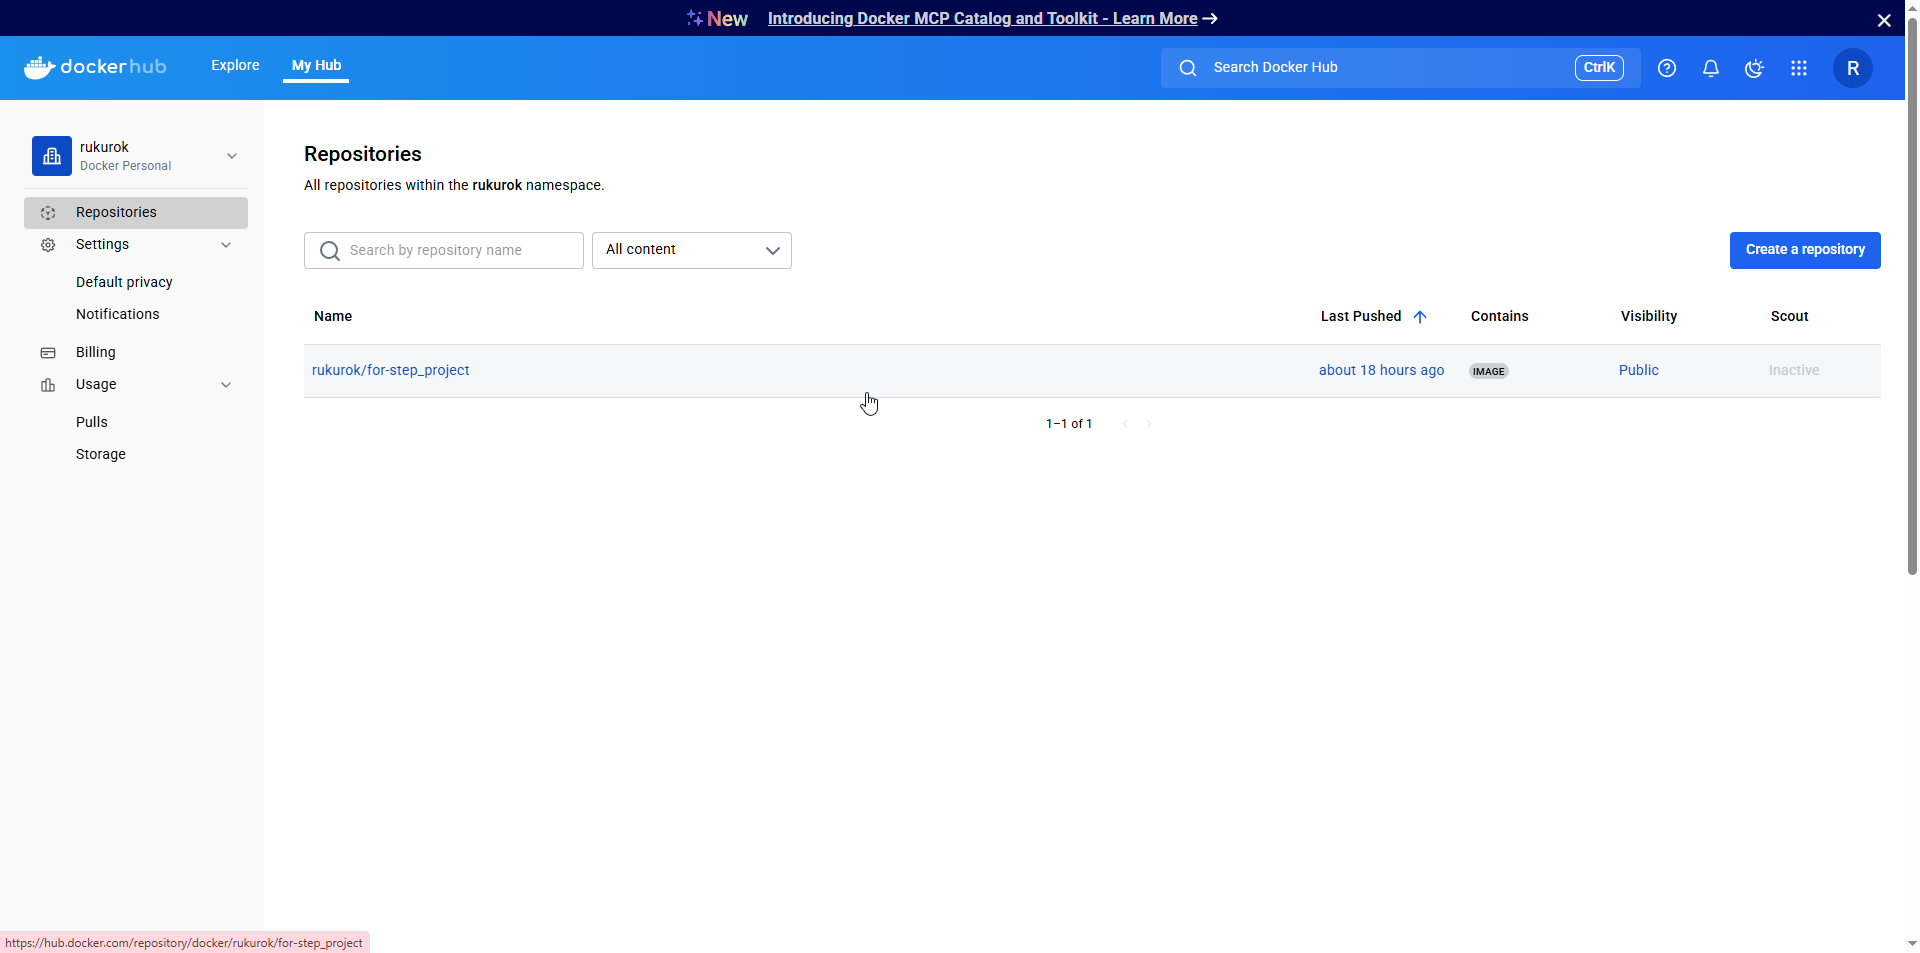 New Introducing Docker MCP Catalog and Toolkit - Learn More →
dockerhub Explore My Hub Search Docker Hub CtrlK R
rukurok
Docker Personal
Repositories
Settings
Default privacy
Notifications
Billing
Usage
Pulls
Storage
Repositories
All repositories within the rukurok namespace.
Search by repository name All content Create a repository
Name Last Pushed Contains Visibility Scout
rukurok/for-step_project about 18 hours ago IMAGE Public Inactive
1–1 of 1
https://hub.docker.com/repository/docker/rukurok/for-step_project